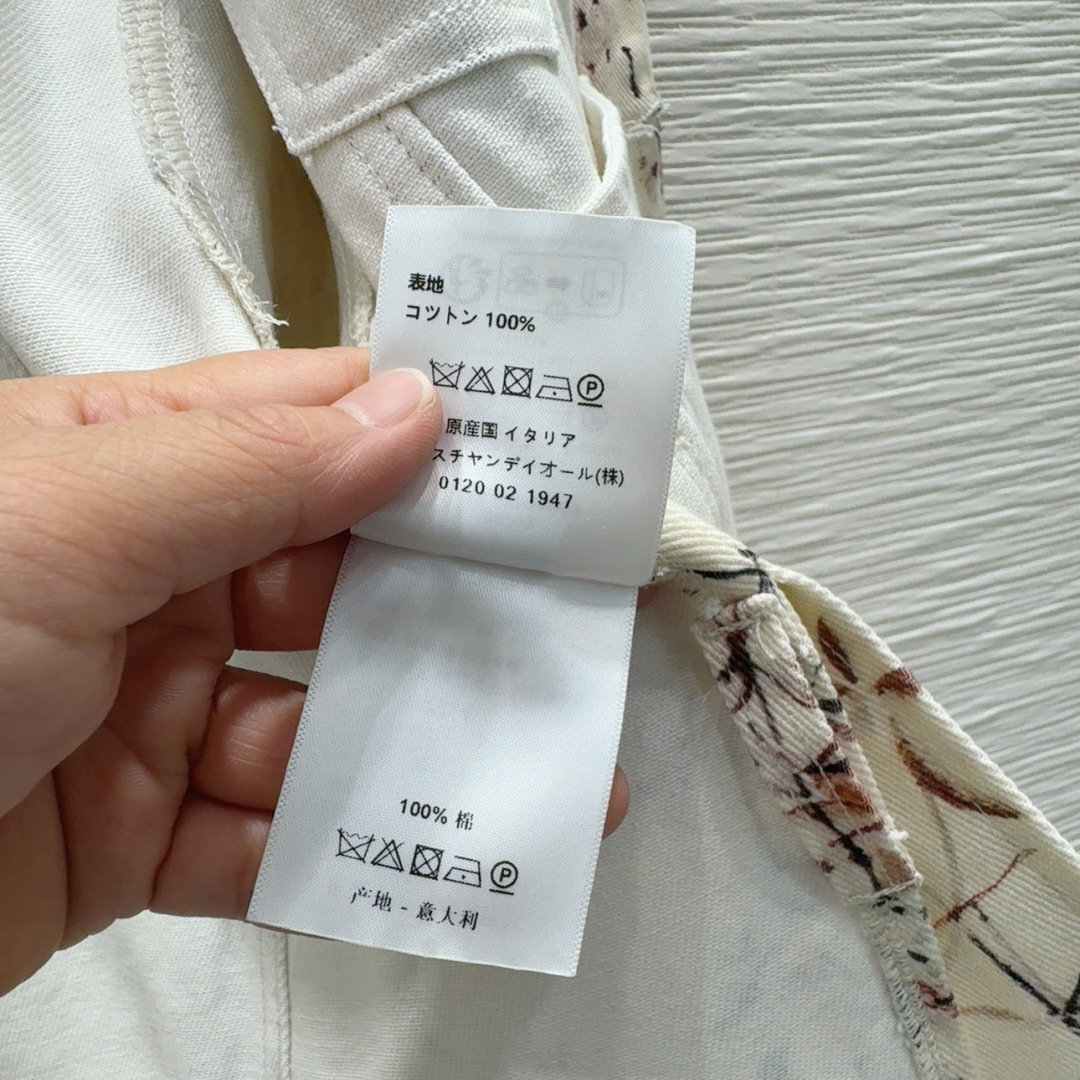 表地
コツトン 100%
P
原産国 イタリア
スチヤンデイオール(株)
0120 02 1947
100% 棉
P
产地 - 意大利